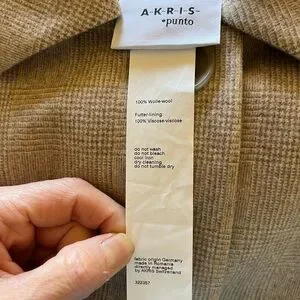 A-K-R-I-S-
*punto
100% Wolle-wool
Futter-lining:
100% Viscose-viscose
do not wash
do not bleach
cool iron
dry cleaning
do not tumble dry
fabric origin Germany
made in Romania
directly managed
by AKRIS Switzerland
322357